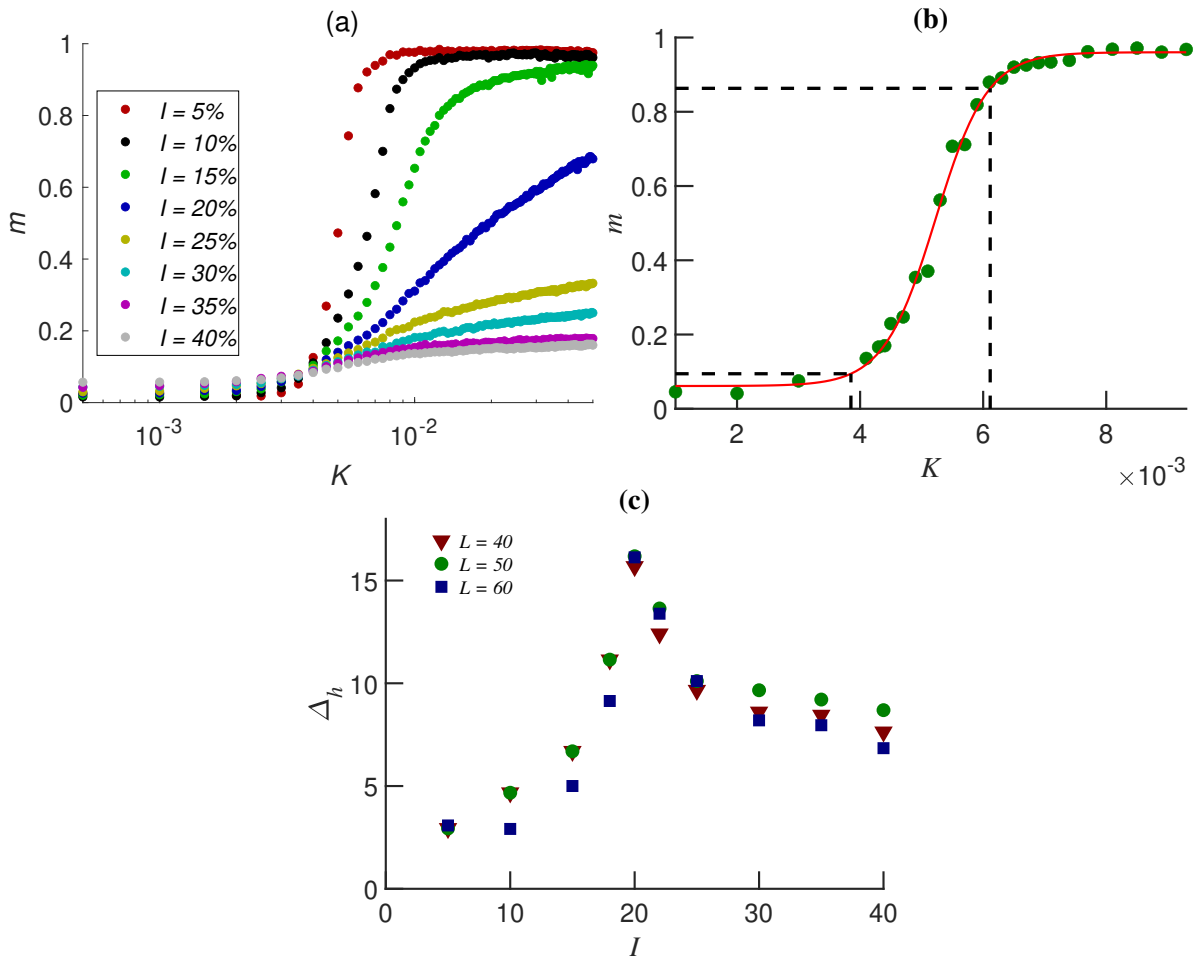 (a)
1
0.8
0.6
0.4
0.2
0
m
I = 5%
I = 10%
I = 15%
I = 20%
I = 25%
I = 30%
I = 35%
I = 40%
10⁻³
10⁻²
K
(b)
1
0.8
0.6
0.4
0.2
0
m
2
4
6
8
K
×10⁻³
(c)
15
10
5
0
Δₕ
L = 40
L = 50
L = 60
0
10
20
30
40
I